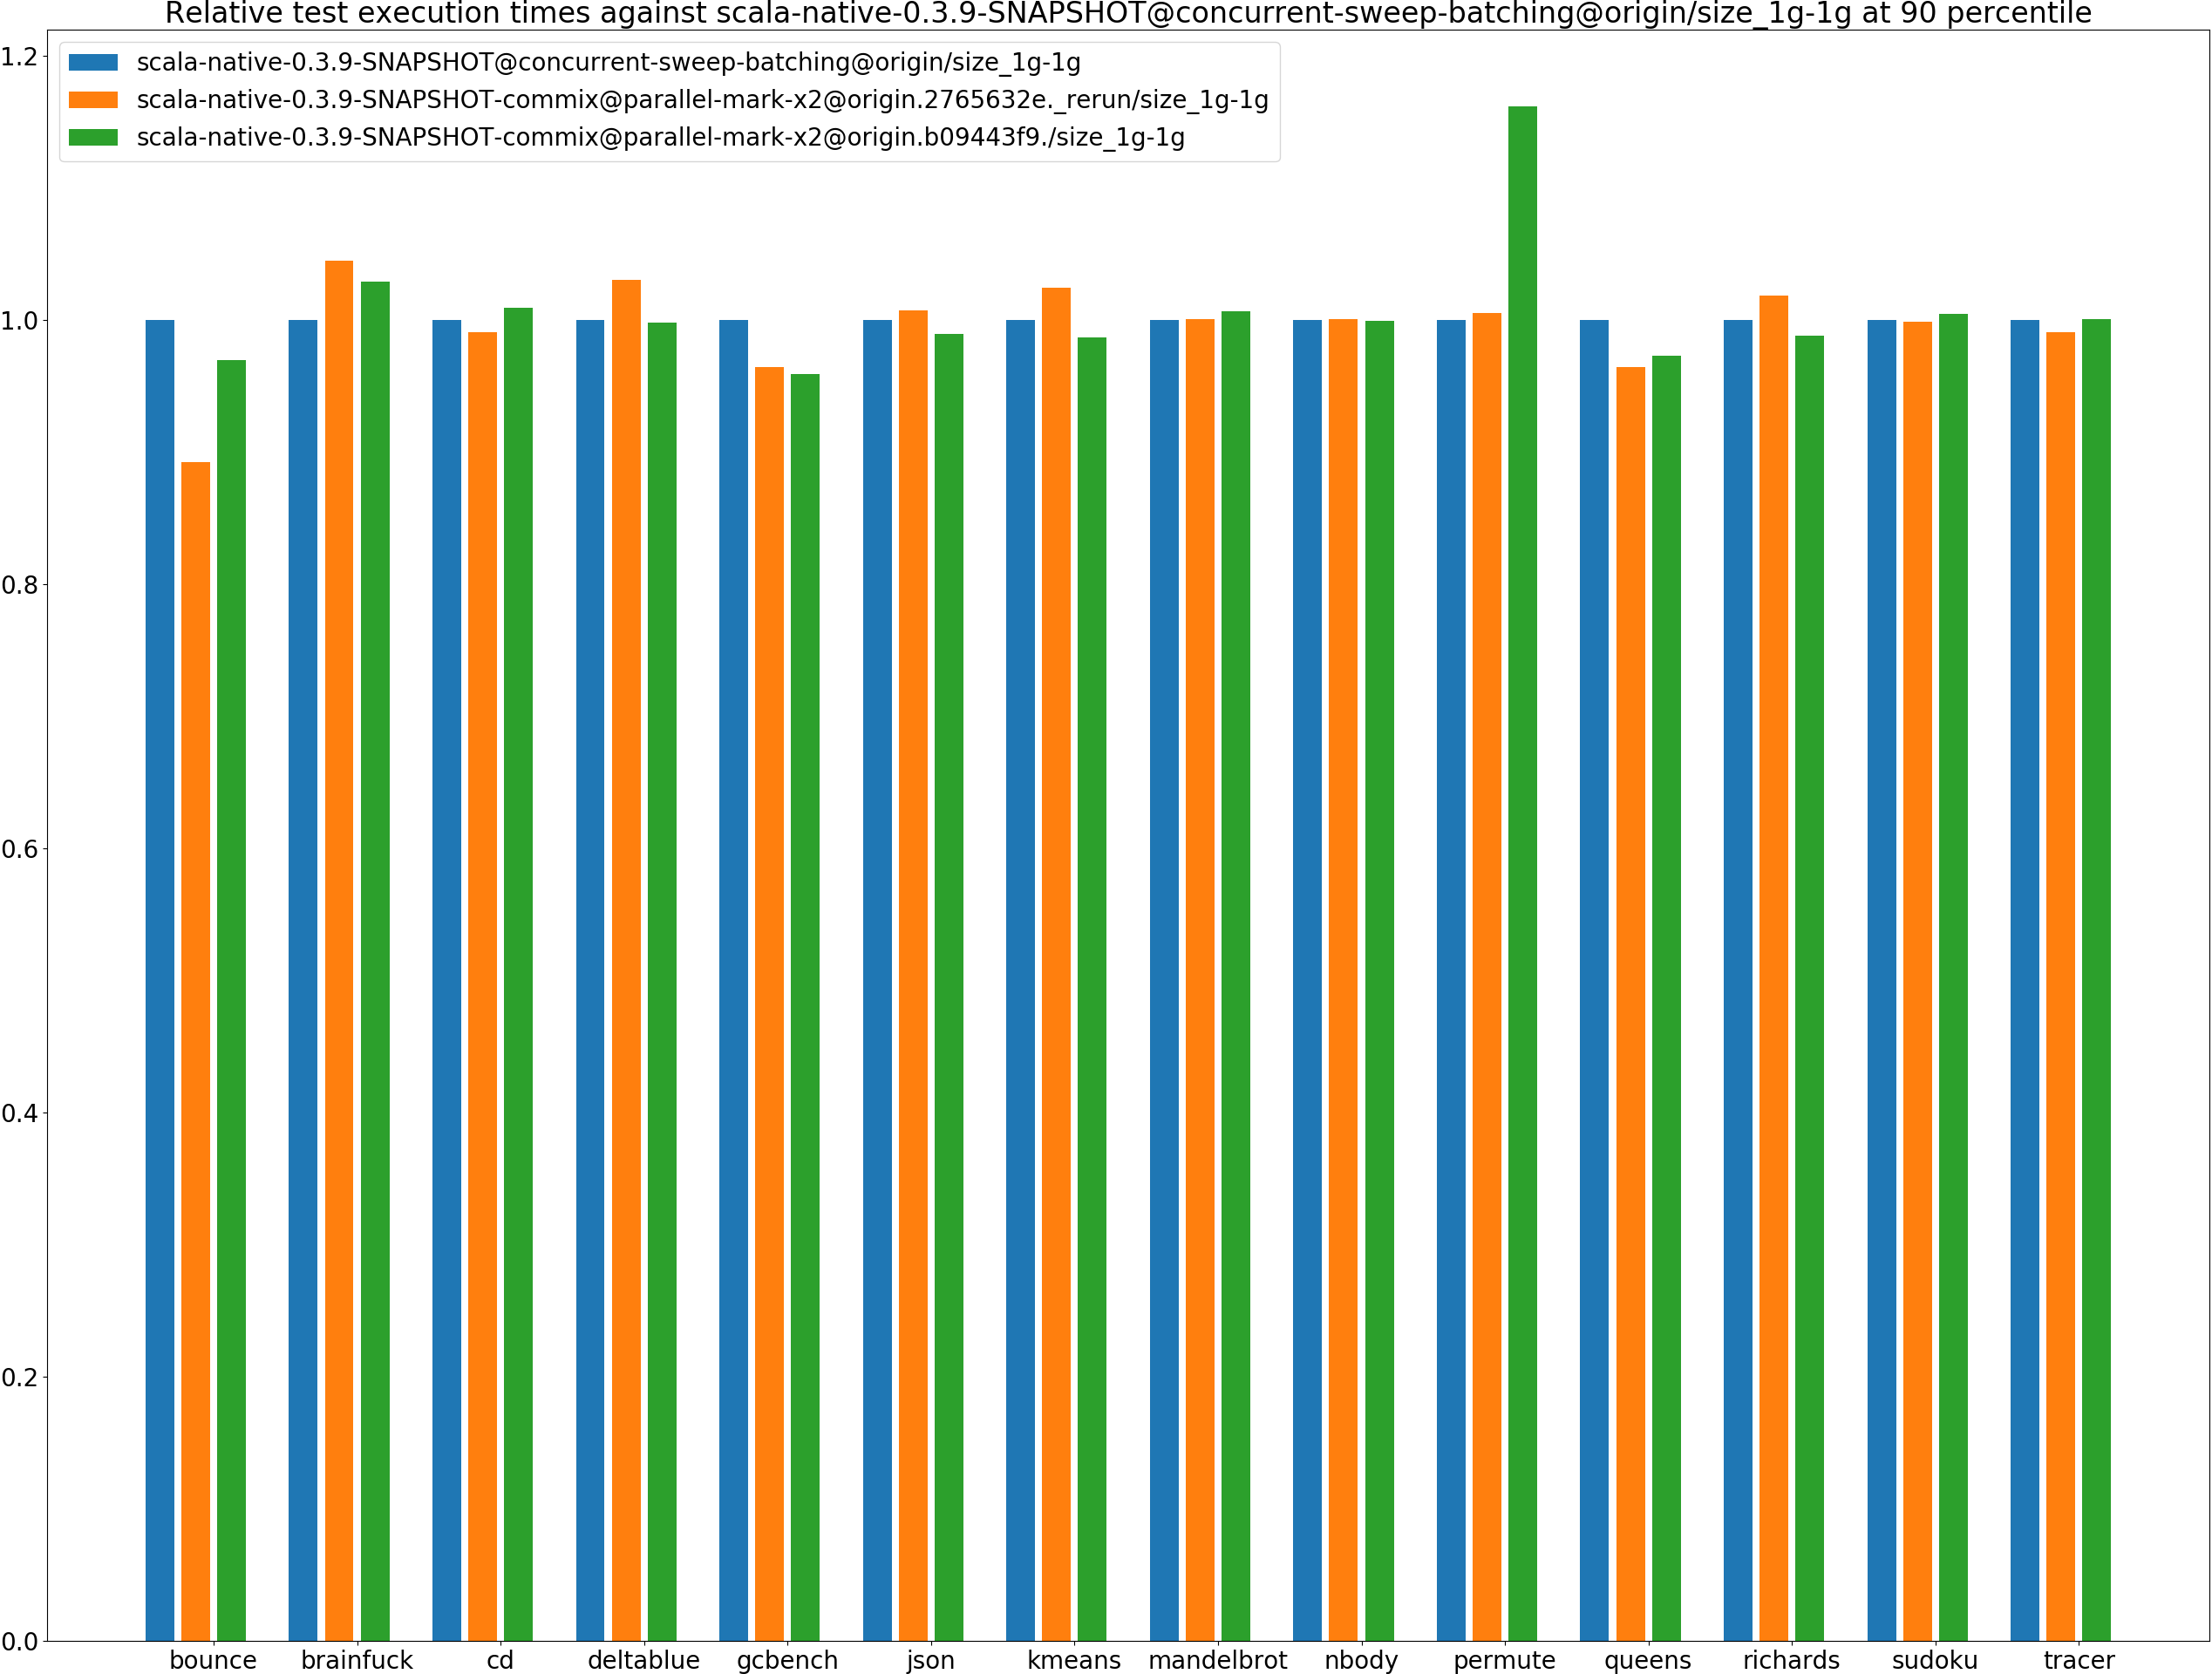 Relative test execution times against scala-native-0.3.9-SNAPSHOT@concurrent-sweep-batching@origin/size_1g-1g at 90 percentile
scala-native-0.3.9-SNAPSHOT@concurrent-sweep-batching@origin/size_1g-1g
scala-native-0.3.9-SNAPSHOT-commix@parallel-mark-x2@origin.2765632e._rerun/size_1g-1g
scala-native-0.3.9-SNAPSHOT-commix@parallel-mark-x2@origin.b09443f9./size_1g-1g
1.2
1.0
0.8
0.6
0.4
0.2
0.0
bounce brainfuck cd deltablue gcbench json kmeans mandelbrot nbody permute queens richards sudoku tracer